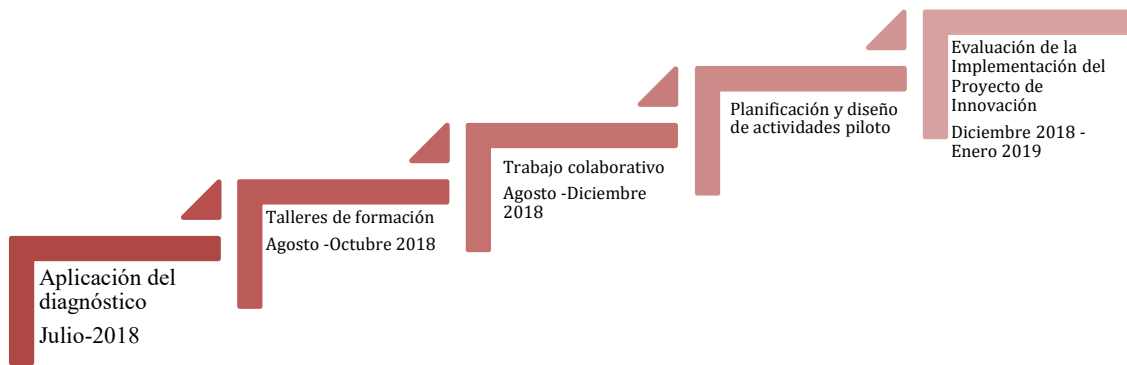 Aplicación del
diagnóstico
Julio-2018
Talleres de formación
Agosto -Octubre 2018
Trabajo colaborativo
Agosto -Diciembre
2018
Planificación y diseño
de actividades piloto
Evaluación de la
Implementación del
Proyecto de
Innovación
Diciembre 2018 -
Enero 2019